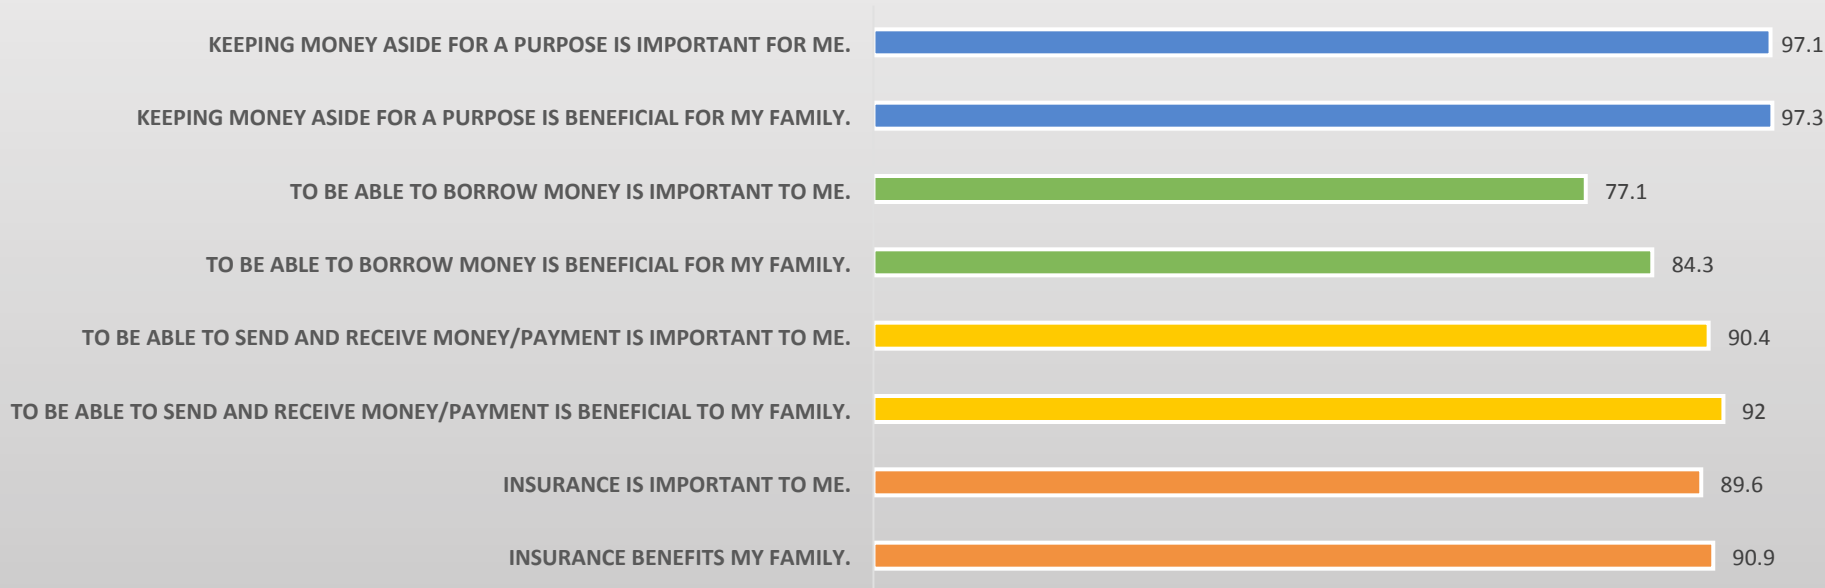 KEEPING MONEY ASIDE FOR A PURPOSE IS IMPORTANT FOR ME. 97.1
KEEPING MONEY ASIDE FOR A PURPOSE IS BENEFICIAL FOR MY FAMILY. 97.3
TO BE ABLE TO BORROW MONEY IS IMPORTANT TO ME. 77.1
TO BE ABLE TO BORROW MONEY IS BENEFICIAL FOR MY FAMILY. 84.3
TO BE ABLE TO SEND AND RECEIVE MONEY/PAYMENT IS IMPORTANT TO ME. 90.4
TO BE ABLE TO SEND AND RECEIVE MONEY/PAYMENT IS BENEFICIAL TO MY FAMILY. 92
INSURANCE IS IMPORTANT TO ME. 89.6
INSURANCE BENEFITS MY FAMILY. 90.9